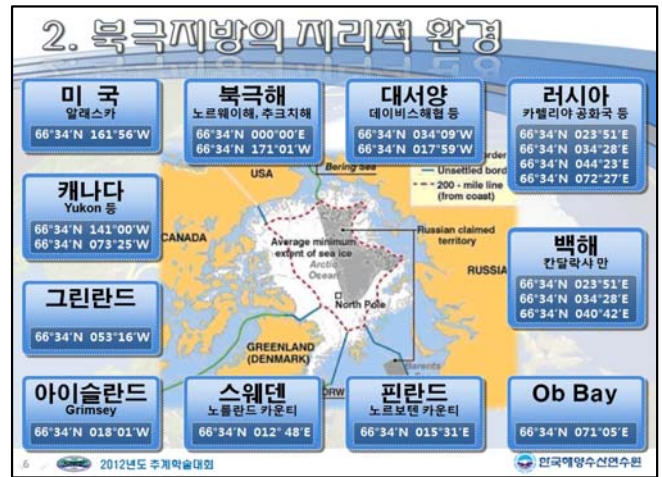 2. 북극지방의 지리적 환경
미 국
알래스카
66°34′N 161°56′W
북극해
노르웨이해, 추크치해
66°34′N 000°00′E
66°34′N 171°01′W
대서양
데이비스해협 등
66°34′N 034°09′W
66°34′N 017°59′W
러시아
카렐리야 공화국 등
66°34′N 023°51′E
66°34′N 034°28′E
66°34′N 044°23′E
66°34′N 072°27′E
캐나다
Yukon 등
66°34′N 141°00′W
66°34′N 073°25′W
그린란드
66°34′N 053°16′W
백해
칸달락샤 만
66°34′N 023°51′E
66°34′N 034°28′E
66°34′N 040°42′E
USA
Bering Sea
border
Unsettled bord
200 - mile line
(from coast)
CANADA
Average minimum
extent of sea ice
Arctic
Ocean
Russian claimed
territory
RUSSI
North Pole
GREENLAND
(DENMARK)
Barents
ORW
아이슬란드
Grimsey
66°34′N 018°01′W
스웨덴
노를란드 카운티
66°34′N 012° 48′E
핀란드
노르보텐 카운티
66°34′N 015°31′E
Ob Bay
66°34′N 071°05′E
6
2012년도 추계학술대회
한국해양수산연수원